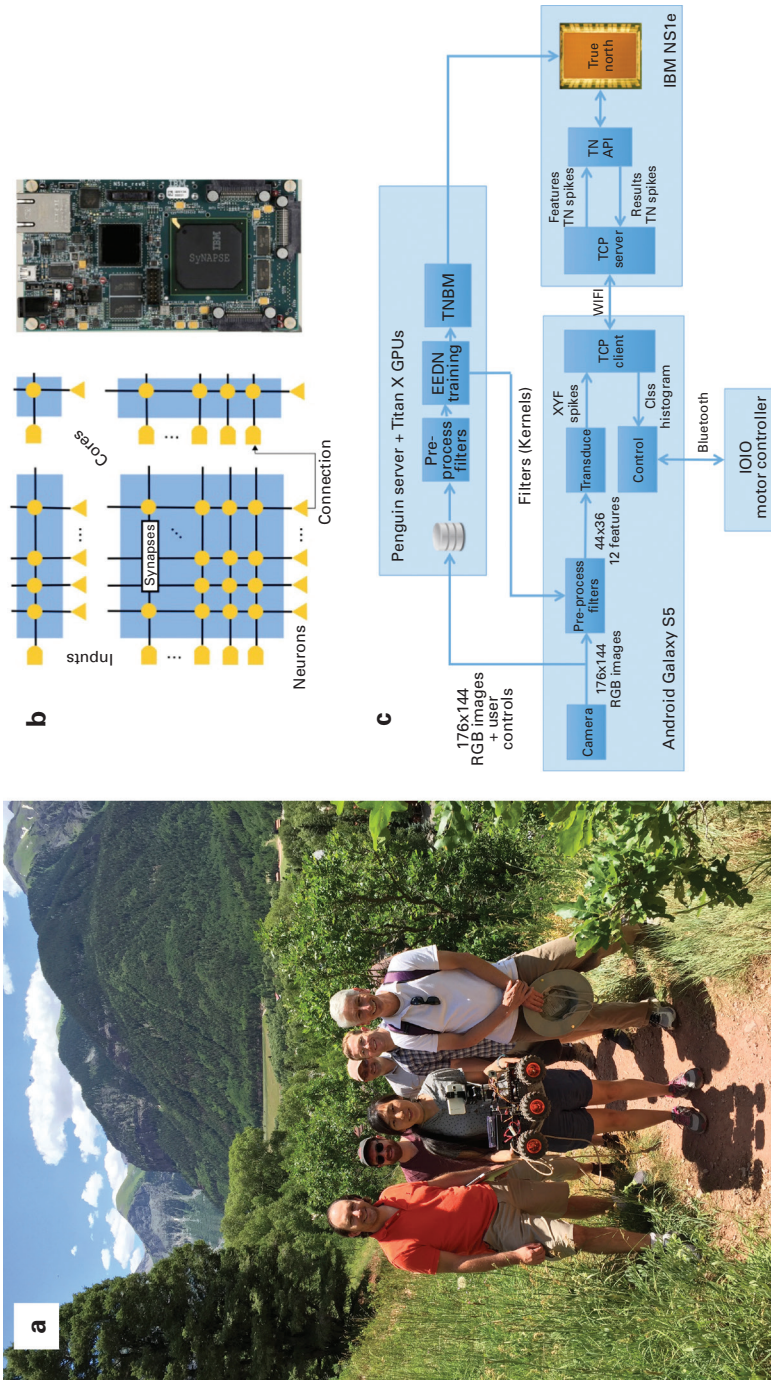 a
b
Inputs
Cores
Synapses
...
...
...
...
...
Neurons
Connection
NS1e_revB
IBM
SyNAPSE
c
Penguin server + Titan X GPUs
176x144
RGB images
+ user
controls
Pre-
process
filters
EEDN
training
TNBM
Filters (Kernels)
Camera
176x144
RGB images
Pre-process
filters
44x36
12 features
Transduce
XYF
spikes
TCP
client
Clss
histogram
Control
Android Galaxy S5
Bluetooth
IOIO
motor controller
WIFI
TCP
server
Features
TN spikes
Results
TN spikes
TN
API
True
north
IBM NS1e